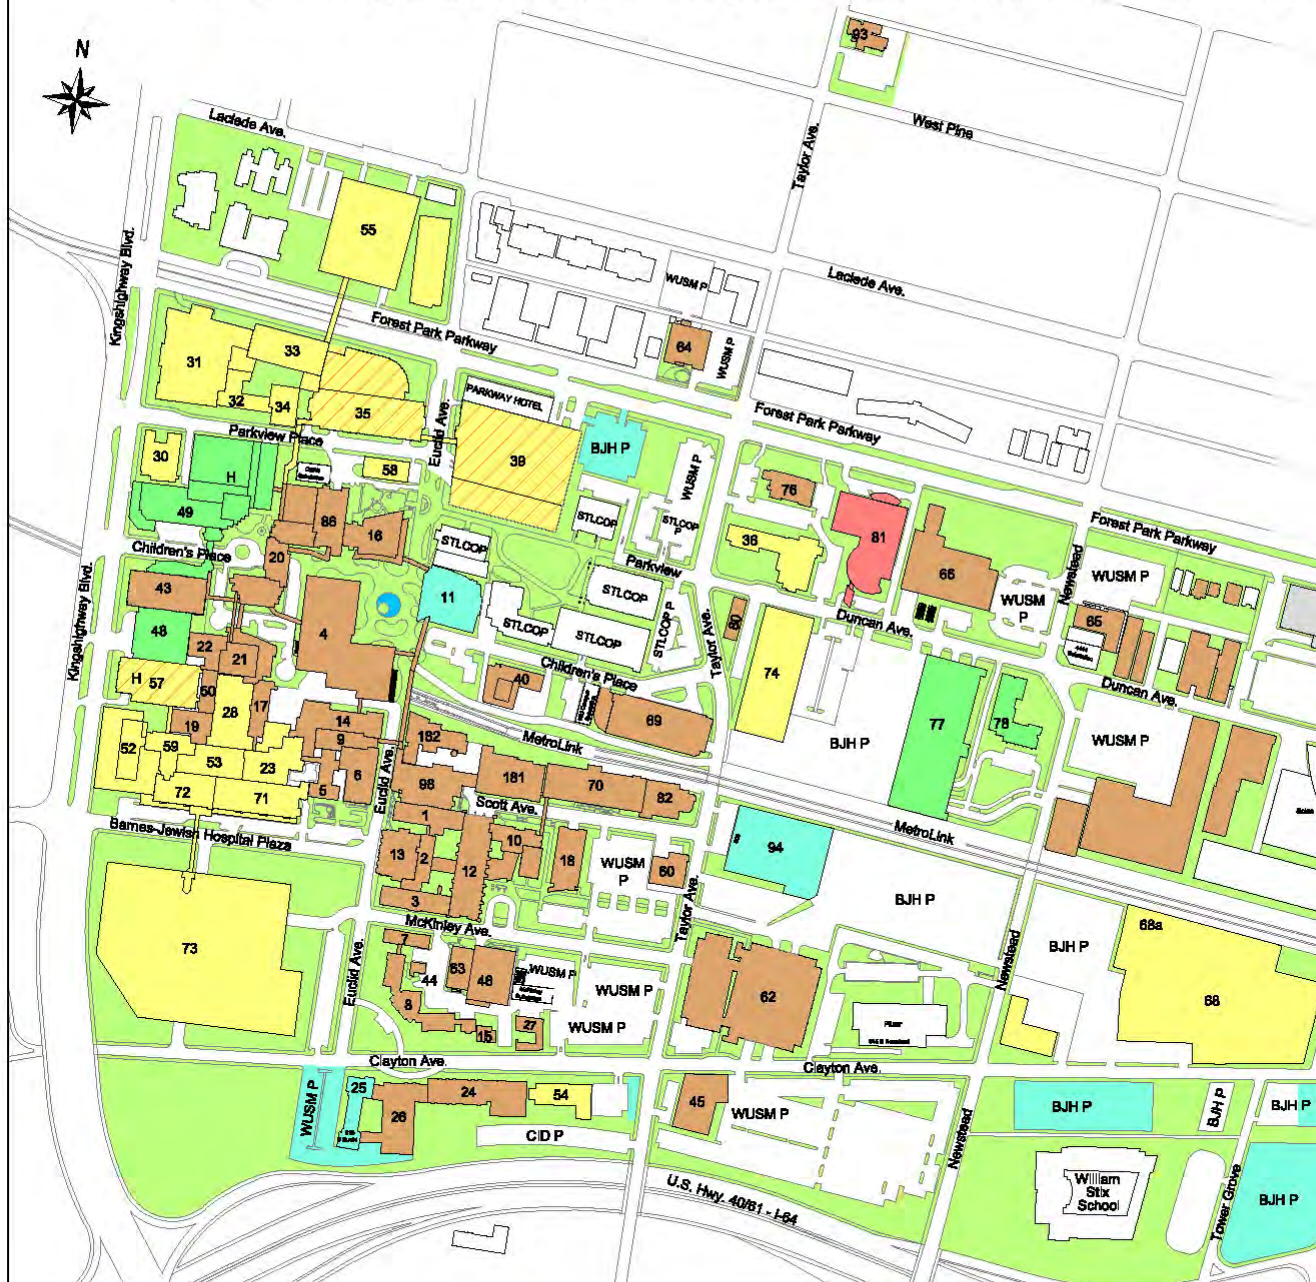 N
93
West Pine
Laclede Ave.
Taylor Ave.
Kingshighway Blvd.
55
WUSM P
Laclede Ave.
Forest Park Parkway
64
WUSM P
31
33
32
34
35
PARKWAY HOTEL
Forest Park Parkway
Parkview Place
Euclid Ave.
39
BJH P
WUSM P
30
H
58
49
86
16
STLCOP
STLCOP
STLCOP P
76
81
36
66
Forest Park Parkway
Newstead
WUSM P
Children's Place
20
Kingshighway Blvd.
43
4
11
STLCOP
STLCOP
STLCOP
STLCOP P
Parkview
80
Duncan Ave.
WUSM P
65
48
22
21
Children's Place
Taylor Ave.
74
Duncan Ave.
H 57
50
17
28
40
69
77
78
19
14
9
182
MetroLink
BJH P
WUSM P
52
59
53
23
6
5
98
181
70
82
72
71
Euclid Ave.
Scott Ave.
1
Barnes-Jewish Hospital Plaza
13
2
12
10
18
WUSM P
60
S
94
MetroLink
BJH P
3
McKinley Ave.
Taylor Ave.
73
Euclid Ave.
7
44
63
46
WUSM P
WUSM P
WUSM P
8
15
27
62
Newstead
BJH P
68a
68
Clayton Ave.
Clayton Ave.
WUSM P
25
26
24
54
CID P
45
WUSM P
Newstead
BJH P
BJH P
BJH P
William Stix School
Tower Grove
BJH P
U.S. Hwy. 40/61 - I-64